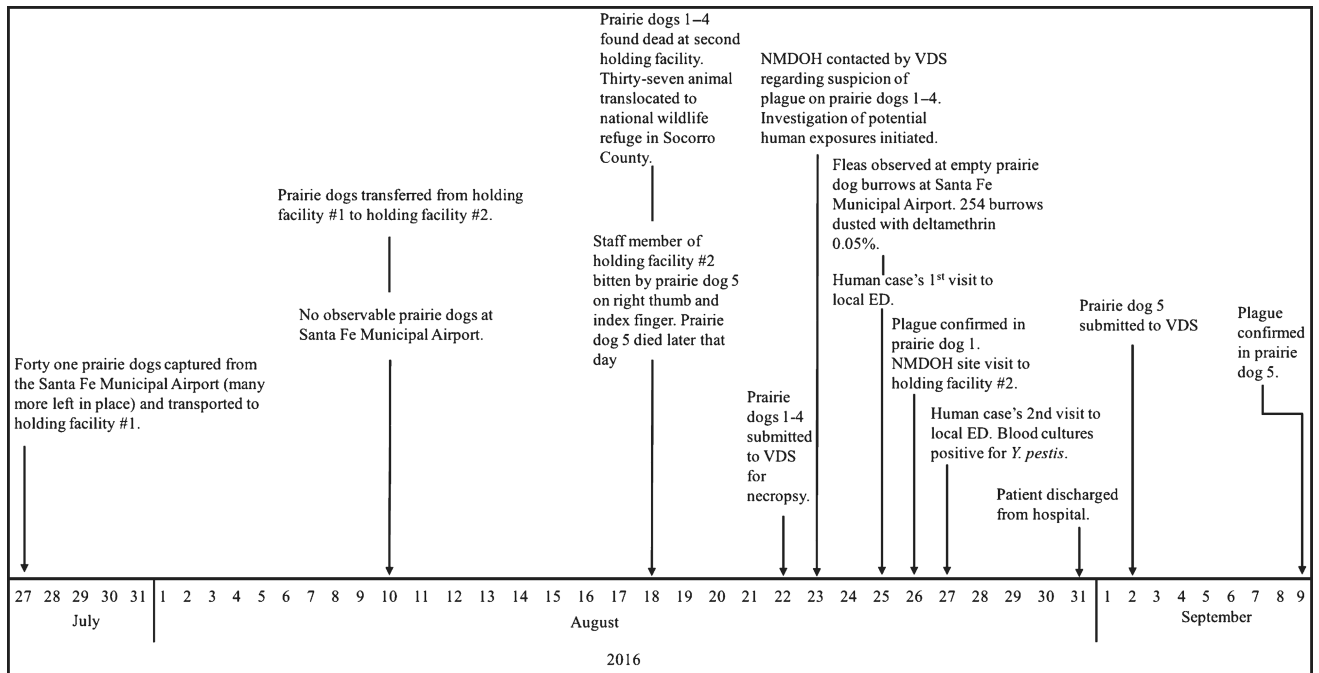 Prairie dogs 1–4
found dead at second
holding facility.
Thirty-seven animal
translocated to
national wildlife
refuge in Socorro
County.
NMDOH contacted by VDS
regarding suspicion of
plague on prairie dogs 1–4.
Investigation of potential
human exposures initiated.
Fleas observed at empty prairie
dog burrows at Santa Fe
Municipal Airport. 254 burrows
dusted with deltamethrin
0.05%.
Prairie dogs transferred from holding
facility #1 to holding facility #2.
Staff member of
holding facility #2
bitten by prairie dog 5
on right thumb and
index finger. Prairie
dog 5 died later that
day
Human case's 1st visit to
local ED.
No observable prairie dogs at
Santa Fe Municipal Airport.
Plague confirmed in
prairie dog 1.
NMDOH site visit to
holding facility #2.
Prairie dog 5
submitted to VDS
Plague
confirmed
in prairie
dog 5.
Forty one prairie dogs captured from
the Santa Fe Municipal Airport (many
more left in place) and transported to
holding facility #1.
Prairie
dogs 1-4
submitted
to VDS
for
necropsy.
Human case's 2nd visit to
local ED. Blood cultures
positive for Y. pestis.
Patient discharged
from hospital.
27 28 29 30 31 1 2 3 4 5 6 7 8 9 10 11 12 13 14 15 16 17 18 19 20 21 22 23 24 25 26 27 28 29 30 31 1 2 3 4 5 6 7 8 9
July August September
2016